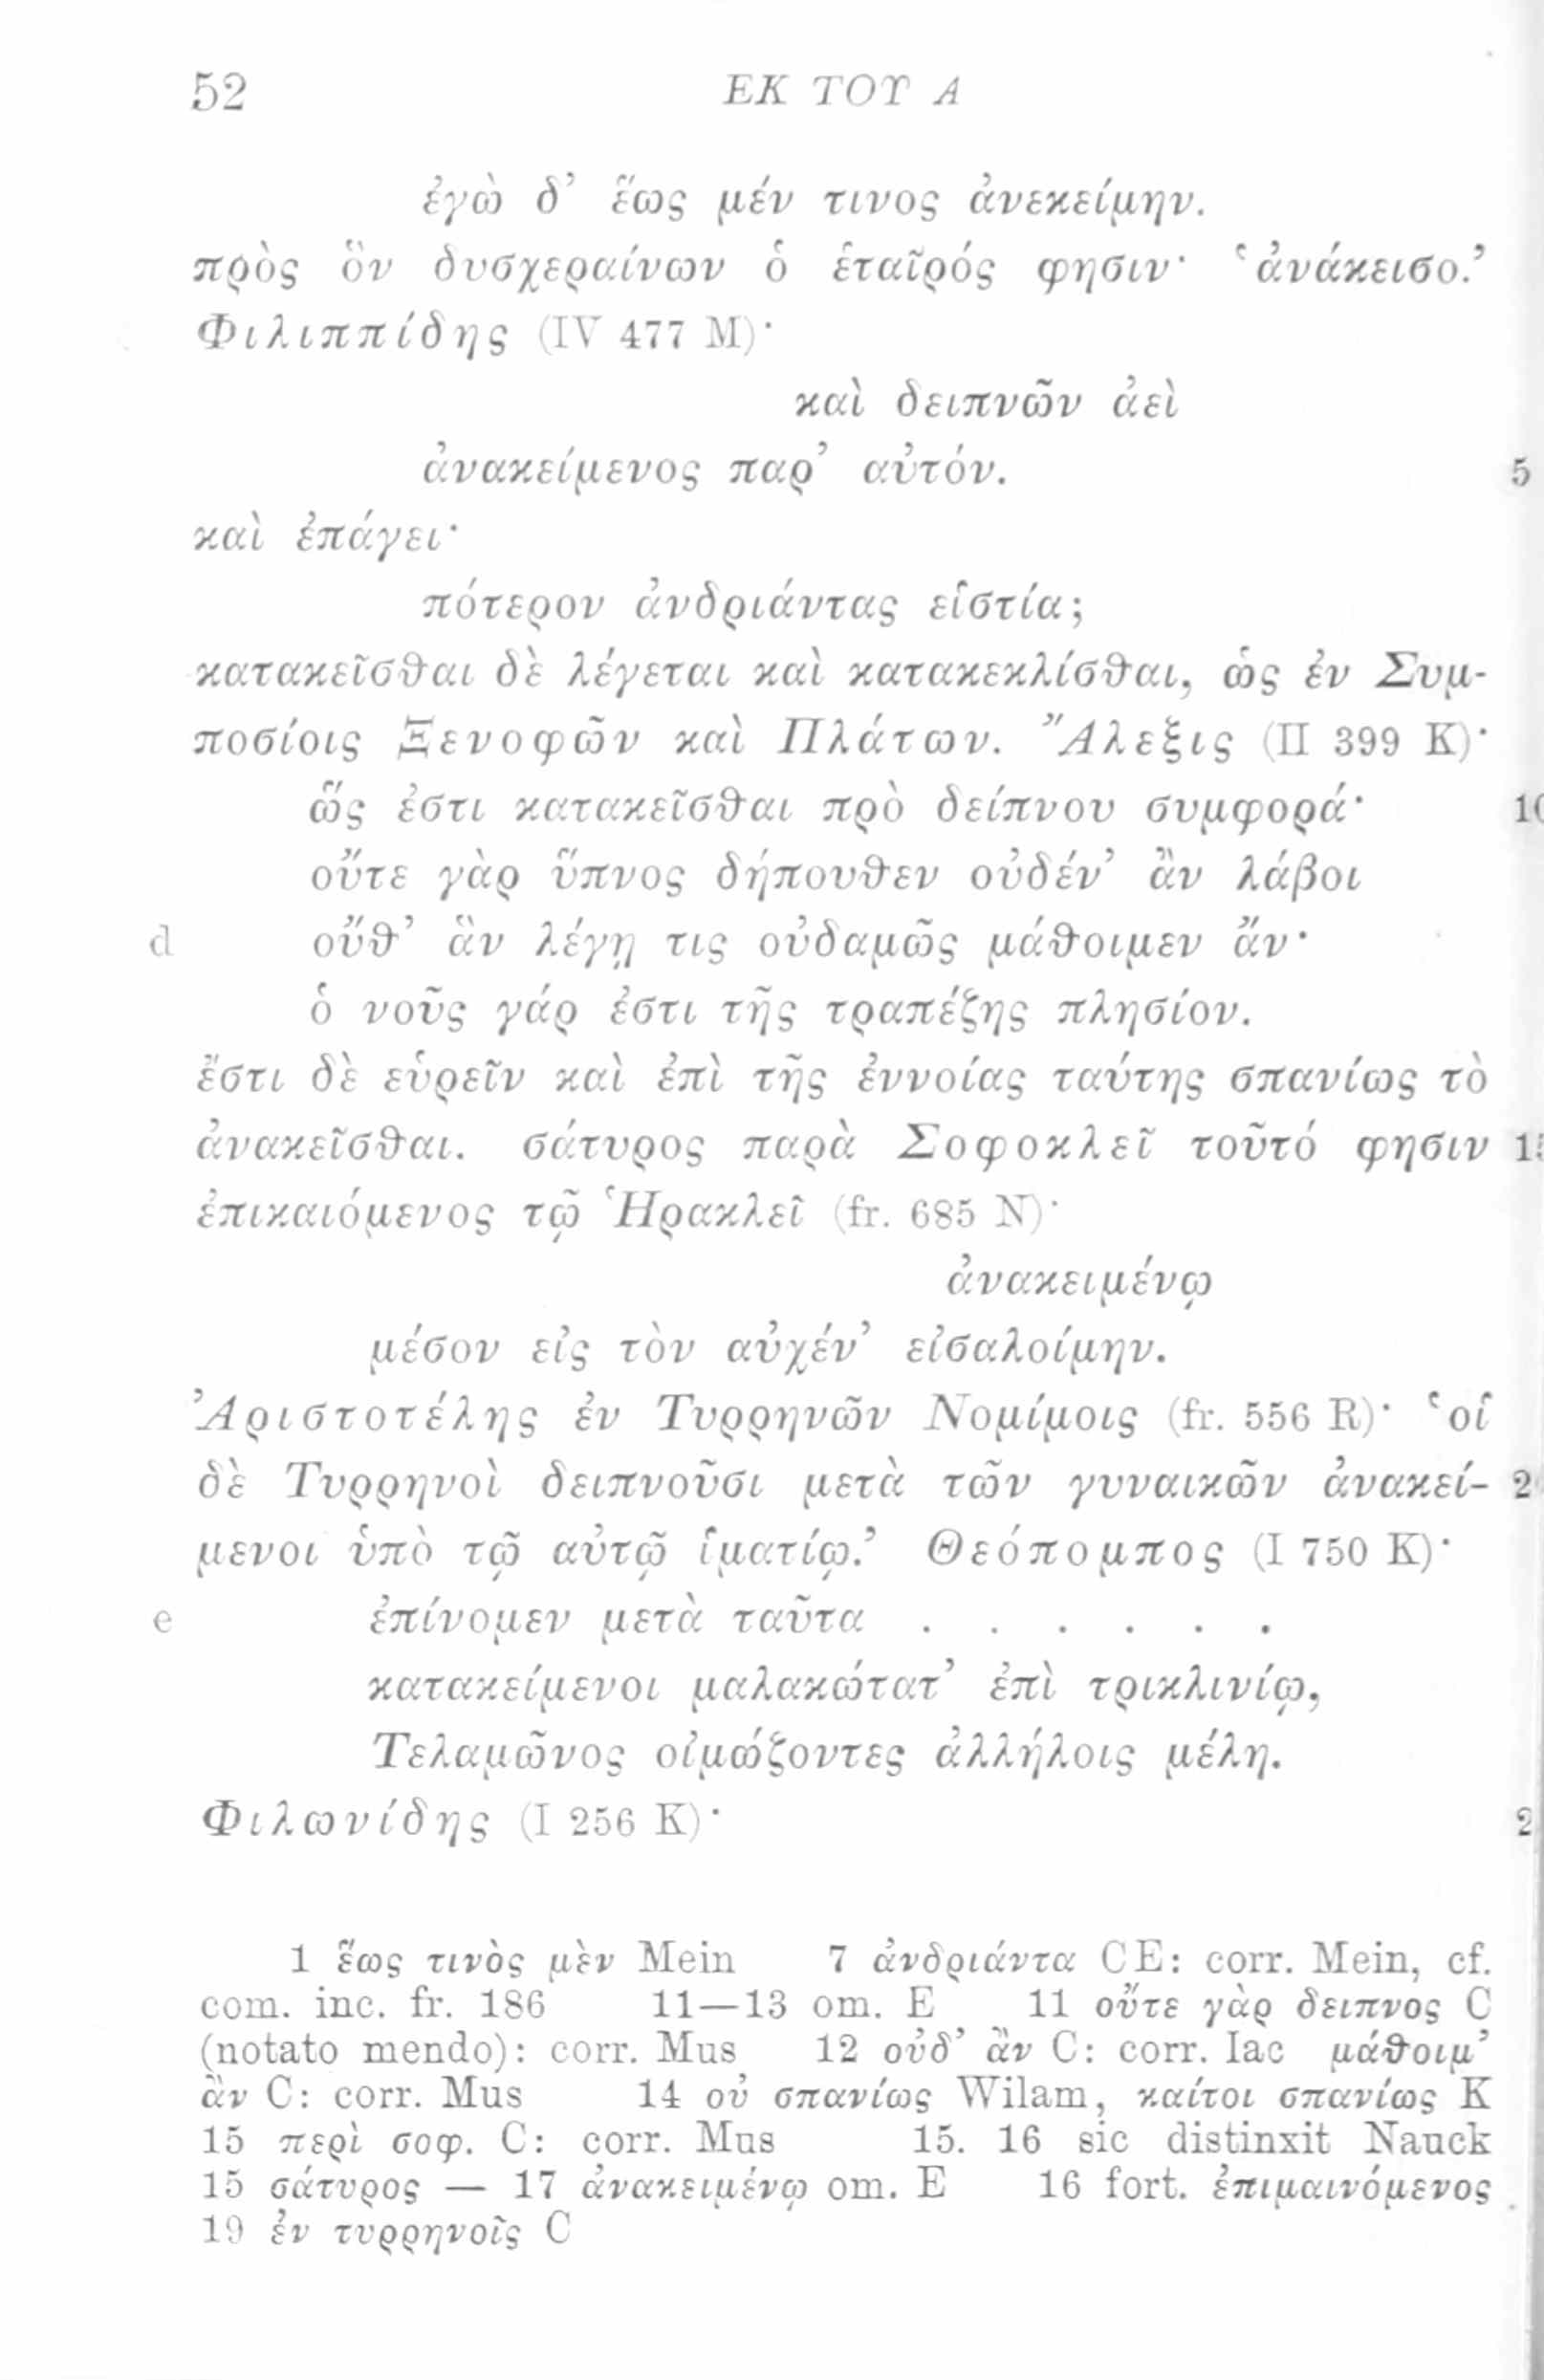 52 ΕΚ ΤΟΥ Α
ἐγὼ δ’ ἕως μέν τινος ἀνεκείμην.
πρὸς ὃν δυσχεραίνων ὁ ἑταῖρός φησιν· ‘ἀνάκεισο.’
Φιλιππίδης (IV 477 M)·
καὶ δειπνῶν ἀεὶ
ἀνακείμενος παρ’ αὐτόν. 5
καὶ ἐπάγει·
πότερον ἀνδριάντας εἱστία;
κατακεῖσθαι δὲ λέγεται καὶ κατακεκλίσθαι, ὡς ἐν Συμ-
ποσίοις Ξενοφῶν καὶ Πλάτων. Ἄλεξις (II 399 K)·
ὥς ἐστι κατακεῖσθαι πρὸ δείπνου συμφορά· 10
οὔτε γὰρ ὕπνος δήπουθεν οὐδέν’ ἂν λάβοι
d οὔθ’ ἃν λέγῃ τις οὐδαμῶς μάθοιμεν ἄν·
ὁ νοῦς γάρ ἐστι τῆς τραπέζης πλησίον.
ἔστι δὲ εὑρεῖν καὶ ἐπὶ τῆς ἐννοίας ταύτης σπανίως τὸ
ἀνακεῖσθαι. σάτυρος παρὰ Σοφοκλεῖ τοῦτό φησιν 15
ἐπικαιόμενος τῷ Ἡρακλεῖ (fr. 685 N)·
ἀνακειμένῳ
μέσον εἰς τὸν αὐχέν’ εἰσαλοίμην.
Ἀριστοτέλης ἐν Τυρρηνῶν Νομίμοις (fr. 556 R)· ‘οἱ
δὲ Τυρρηνοὶ δειπνοῦσι μετὰ τῶν γυναικῶν ἀνακεί- 2
μενοι ὑπὸ τῷ αὐτῷ ἱματίῳ.’ Θεόπομπος (I 750 K)·
e ἐπίνομεν μετὰ ταῦτα . . . . . .
κατακείμενοι μαλακώτατ’ ἐπὶ τρικλινίῳ,
Τελαμῶνος οἰμώζοντες ἀλλήλοις μέλη.
Φιλωνίδης (I 256 K)· 2
1 ἕως τινὸς μὲν Mein 7 ἀνδριάντα CE: corr. Mein, cf.
com. inc. fr. 186 11—13 om. E 11 οὔτε γὰρ δειπνος C
(notato mendo): corr. Mus 12 οὐδ’ ἂν C: corr. Iac μάθοιμ’
ἂν C: corr. Mus 14 οὐ σπανίως Wilam, καίτοι σπανίως K
15 περὶ σοφ. C: corr. Mus 15. 16 sic distinxit Nauck
15 σάτυρος — 17 ἀνακειμένῳ om. E 16 fort. ἐπιμαινόμενος
19 ἐν τυρρηνοῖς C